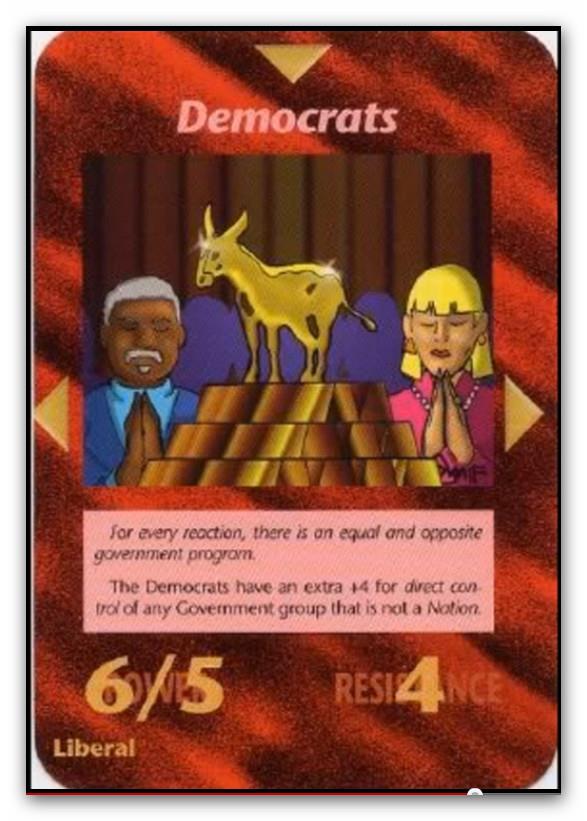 Democrats
For every reaction, there is an equal and opposite
government program.
The Democrats have an extra +4 for direct con-
trol of any Government group that is not a Nation.
POWER
6/5
RESISTANCE
4
Liberal